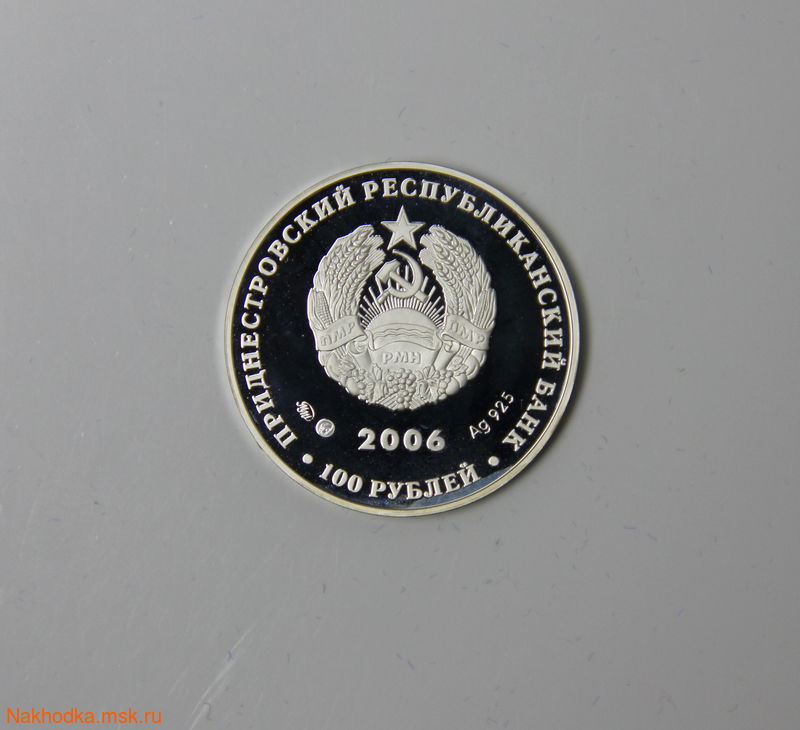 ПРИДНЕСТРОВСКИЙ РЕСПУБЛИКАНСКИЙ БАНК
ПМР
ПМР
РМН
Ag 925
2006
• 100 РУБЛЕЙ •
Nakhodka.msk.ru